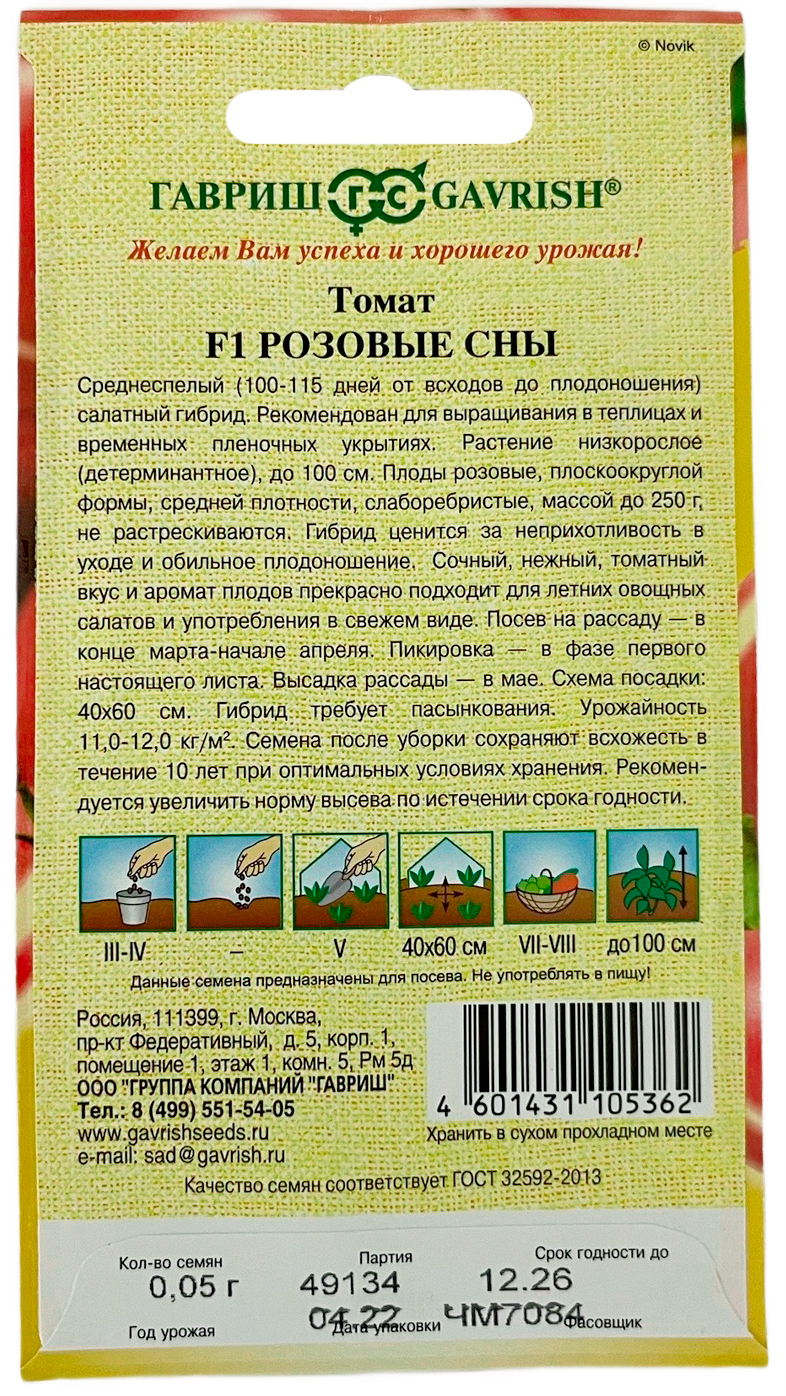 © Novik
ГАВРИШ ГС GAVRISH®
Желаем Вам успеха и хорошего урожая!
Томат
F1 РОЗОВЫЕ СНЫ
Среднеспелый (100-115 дней от всходов до плодоношения)
салатный гибрид. Рекомендован для выращивания в теплицах и
временных пленочных укрытиях. Растение низкорослое
(детерминантное), до 100 см. Плоды розовые, плоскоокруглой
формы, средней плотности, слаборебристые, массой до 250 г,
не растрескиваются. Гибрид ценится за неприхотливость в
уходе и обильное плодоношение. Сочный, нежный, томатный
вкус и аромат плодов прекрасно подходит для летних овощных
салатов и употребления в свежем виде. Посев на рассаду — в
конце марта-начале апреля. Пикировка — в фазе первого
настоящего листа. Высадка рассады — в мае. Схема посадки:
40х60 см. Гибрид требует пасынкования. Урожайность
11,0-12,0 кг/м². Семена после уборки сохраняют всхожесть в
течение 10 лет при оптимальных условиях хранения. Рекомен-
дуется увеличить норму высева по истечении срока годности.
III-IV – V 40х60 см VII-VIII до100 см
Данные семена предназначены для посева. Не употреблять в пищу!
Россия, 111399, г. Москва,
пр-кт Федеративный, д. 5, корп. 1,
помещение 1, этаж 1, комн. 5, Рм 5д
ООО "ГРУППА КОМПАНИЙ "ГАВРИШ"
Тел.: 8 (499) 551-54-05
www.gavrishseeds.ru
e-mail: sad@gavrish.ru
4 601431 105362
Хранить в сухом прохладном месте
Качество семян соответствует ГОСТ 32592-2013
Кол-во семян Партия Срок годности до
0,05 г 49134 12.26
04.22 ЧМ7084
Год урожая Дата упаковки Фасовщик